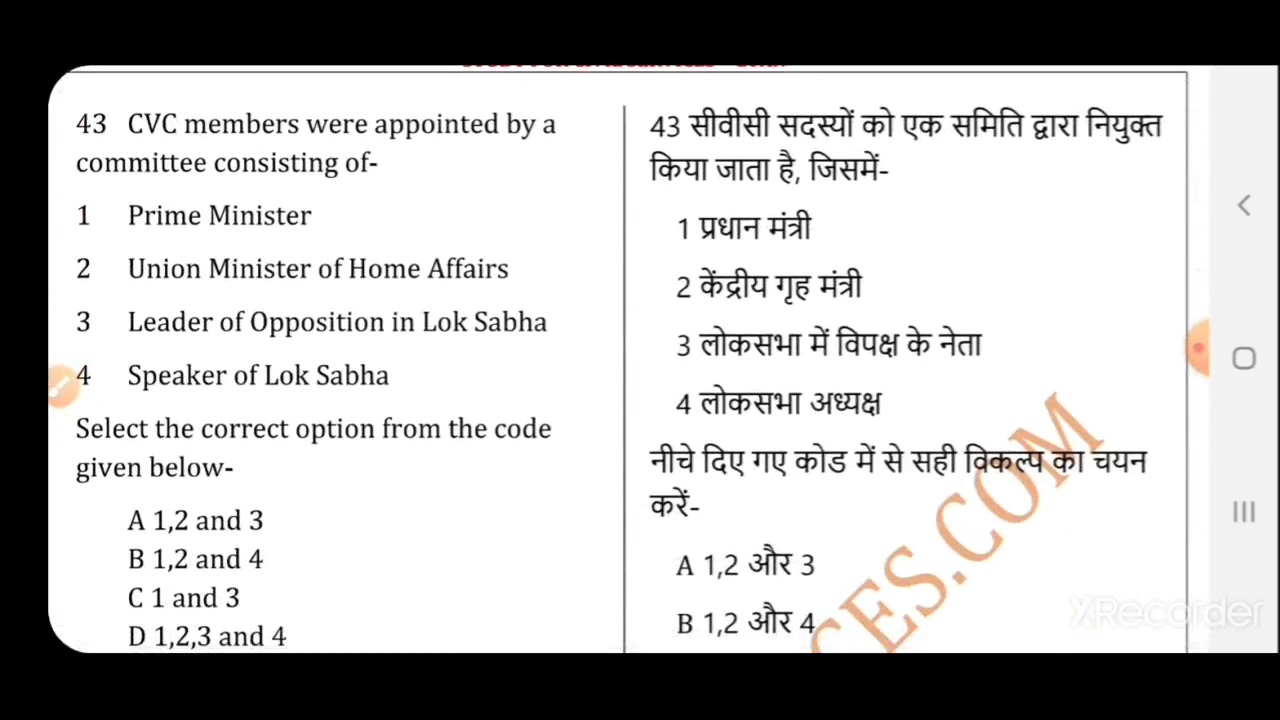 43 CVC members were appointed by a
committee consisting of-
1 Prime Minister
2 Union Minister of Home Affairs
3 Leader of Opposition in Lok Sabha
4 Speaker of Lok Sabha
Select the correct option from the code
given below-
A 1,2 and 3
B 1,2 and 4
C 1 and 3
D 1,2,3 and 4
43 सीवीसी सदस्यों को एक समिति द्वारा नियुक्त
किया जाता है, जिसमें-
1 प्रधान मंत्री
2 केंद्रीय गृह मंत्री
3 लोकसभा में विपक्ष के नेता
4 लोकसभा अध्यक्ष
नीचे दिए गए कोड में से सही विकल्प का चयन
करें-
A 1,2 और 3
B 1,2 और 4
CES.COM
XRecorder